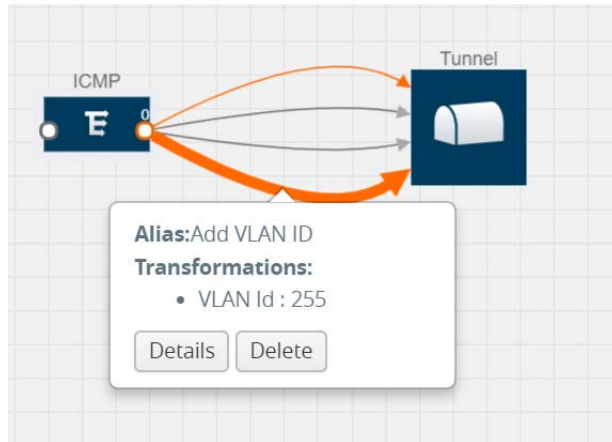 Tunnel
ICMP
0
Alias:Add VLAN ID
Transformations:
• VLAN Id : 255
Details Delete